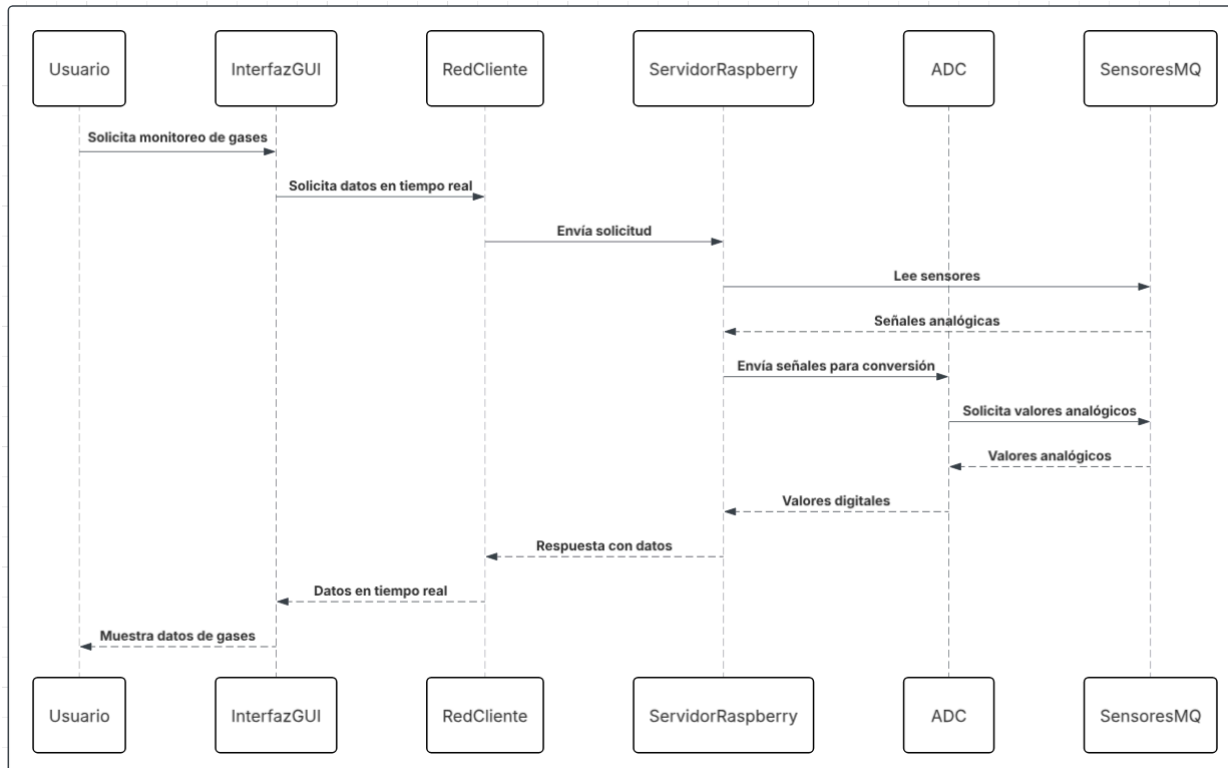 Usuario
InterfazGUI
RedCliente
ServidorRaspberry
ADC
SensoresMQ
Solicita monitoreo de gases
Solicita datos en tiempo real
Envía solicitud
Lee sensores
Señales analógicas
Envía señales para conversión
Solicita valores analógicos
Valores analógicos
Valores digitales
Respuesta con datos
Datos en tiempo real
Muestra datos de gases
Usuario
InterfazGUI
RedCliente
ServidorRaspberry
ADC
SensoresMQ